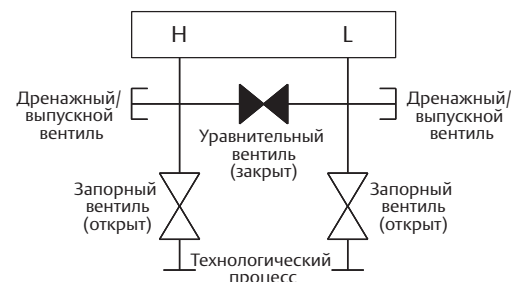 H
L
Дренажный/
выпускной
вентиль
Уравнительный
вентиль
(закрыт)
Дренажный/
выпускной
вентиль
Запорный
вентиль
(открыт)
Запорный
вентиль
(открыт)
Технологический
процесс